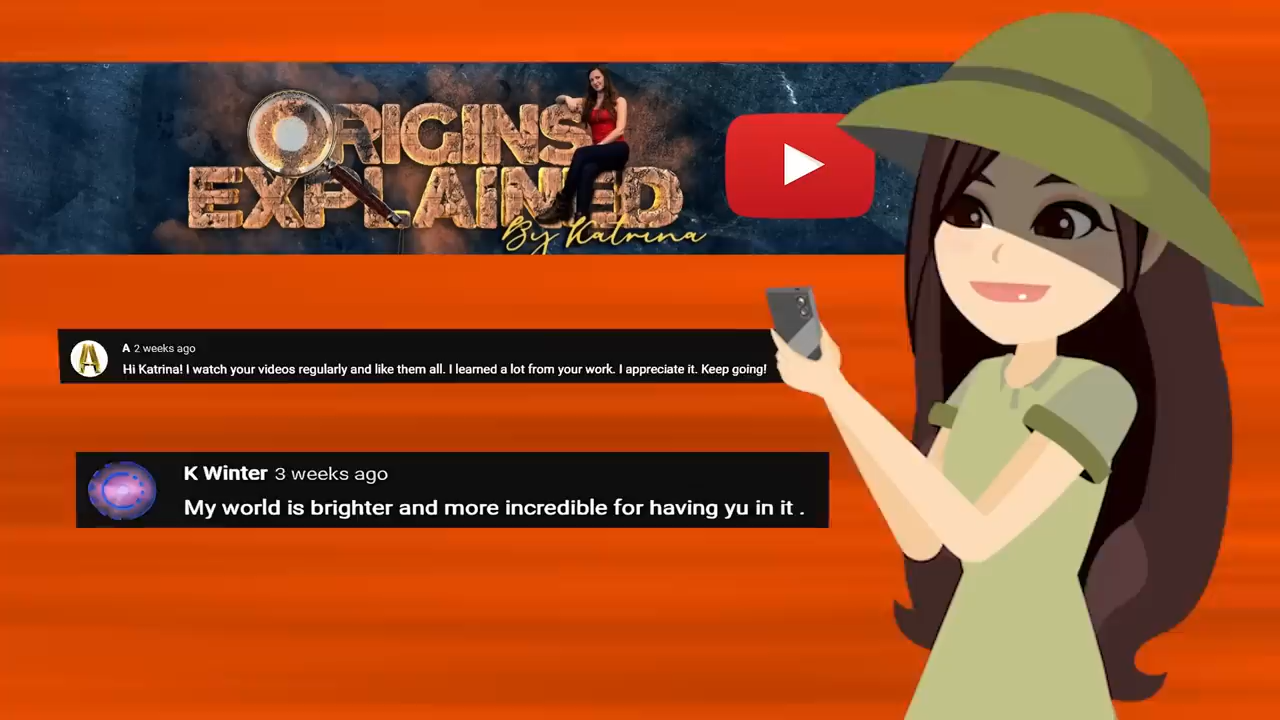 ORIGINS
EXPLAINED
By Katrina
A 2 weeks ago
Hi Katrina! I watch your videos regularly and like them all. I learned a lot from your work. I appreciate it. Keep going!
K Winter 3 weeks ago
My world is brighter and more incredible for having yu in it .